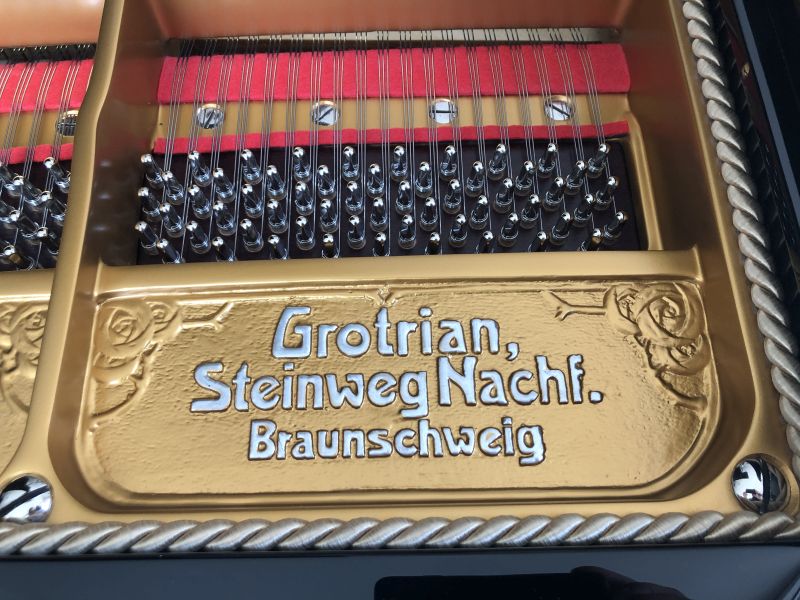 Grotrian,
Steinweg Nachf.
Braunschweig